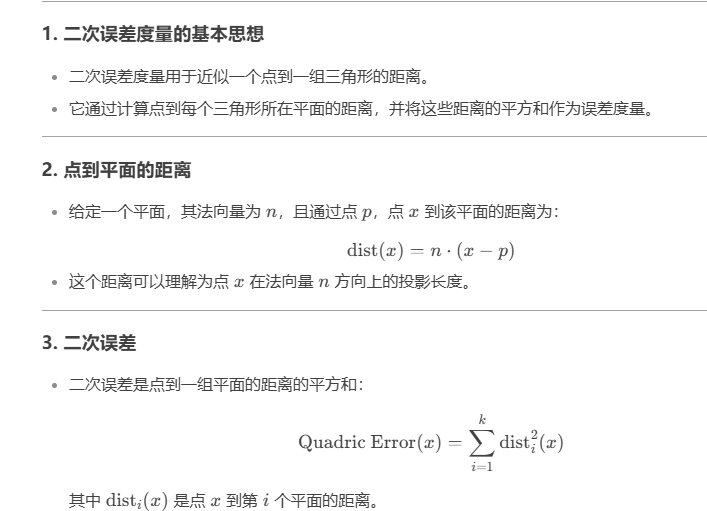 1. 二次误差度量的基本思想
• 二次误差度量用于近似一个点到一组三角形的距离。
• 它通过计算点到每个三角形所在平面的距离，并将这些距离的平方和作为误差度量。
2. 点到平面的距离
• 给定一个平面，其法向量为 n，且通过点 p，点 x 到该平面的距离为：
dist(x) = n · (x − p)
• 这个距离可以理解为点 x 在法向量 n 方向上的投影长度。
3. 二次误差
• 二次误差是点到一组平面的距离的平方和：
Quadric Error(x) = ∑_{i=1}^{k} dist_i^2(x)
其中 dist_i(x) 是点 x 到第 i 个平面的距离。